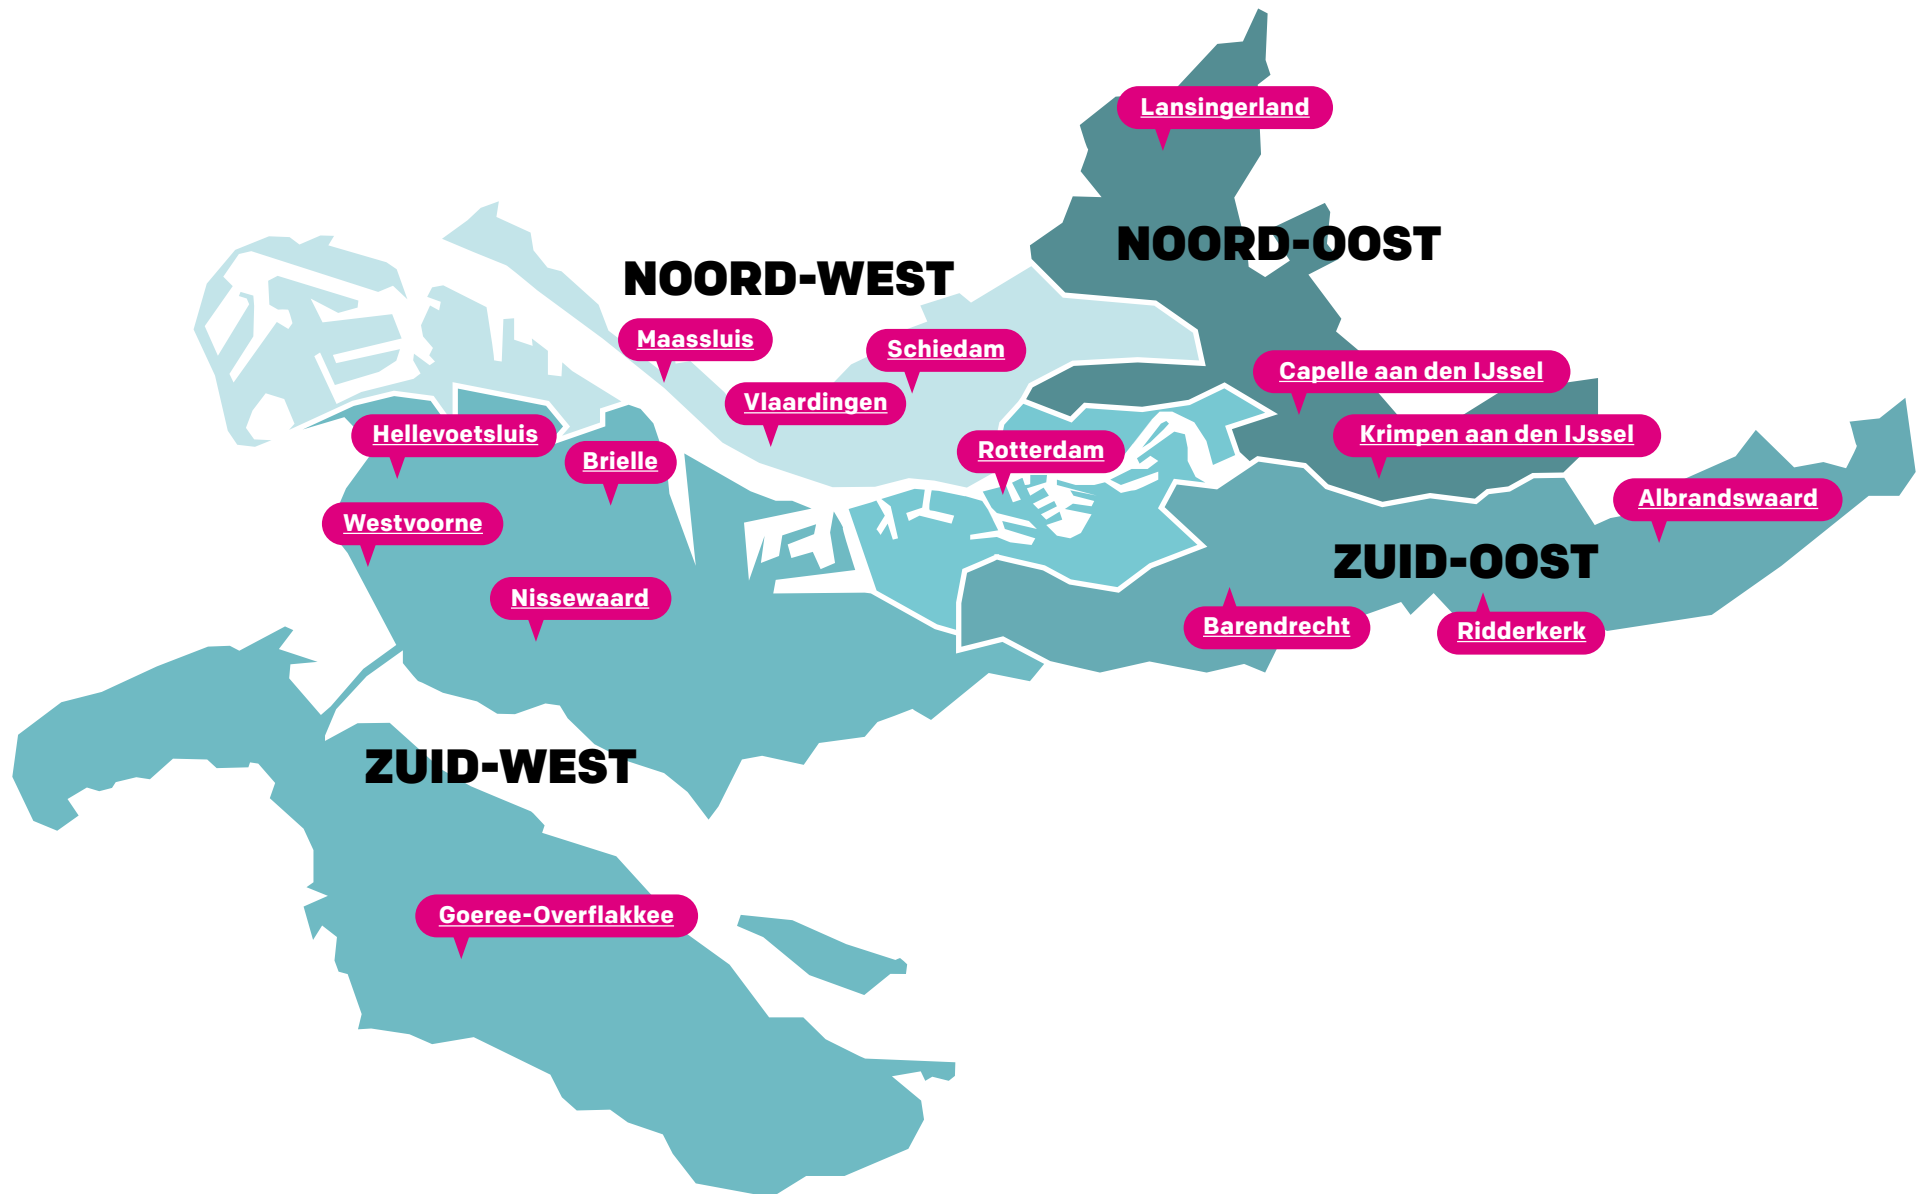 Lansingerland
NOORD-OOST
NOORD-WEST
Maassluis
Schiedam
Capelle aan den IJssel
Vlaardingen
Hellevoetsluis
Krimpen aan den IJssel
Rotterdam
Brielle
Albrandswaard
Westvoorne
ZUID-OOST
Nissewaard
Barendrecht
Ridderkerk
ZUID-WEST
Goeree-Overflakkee